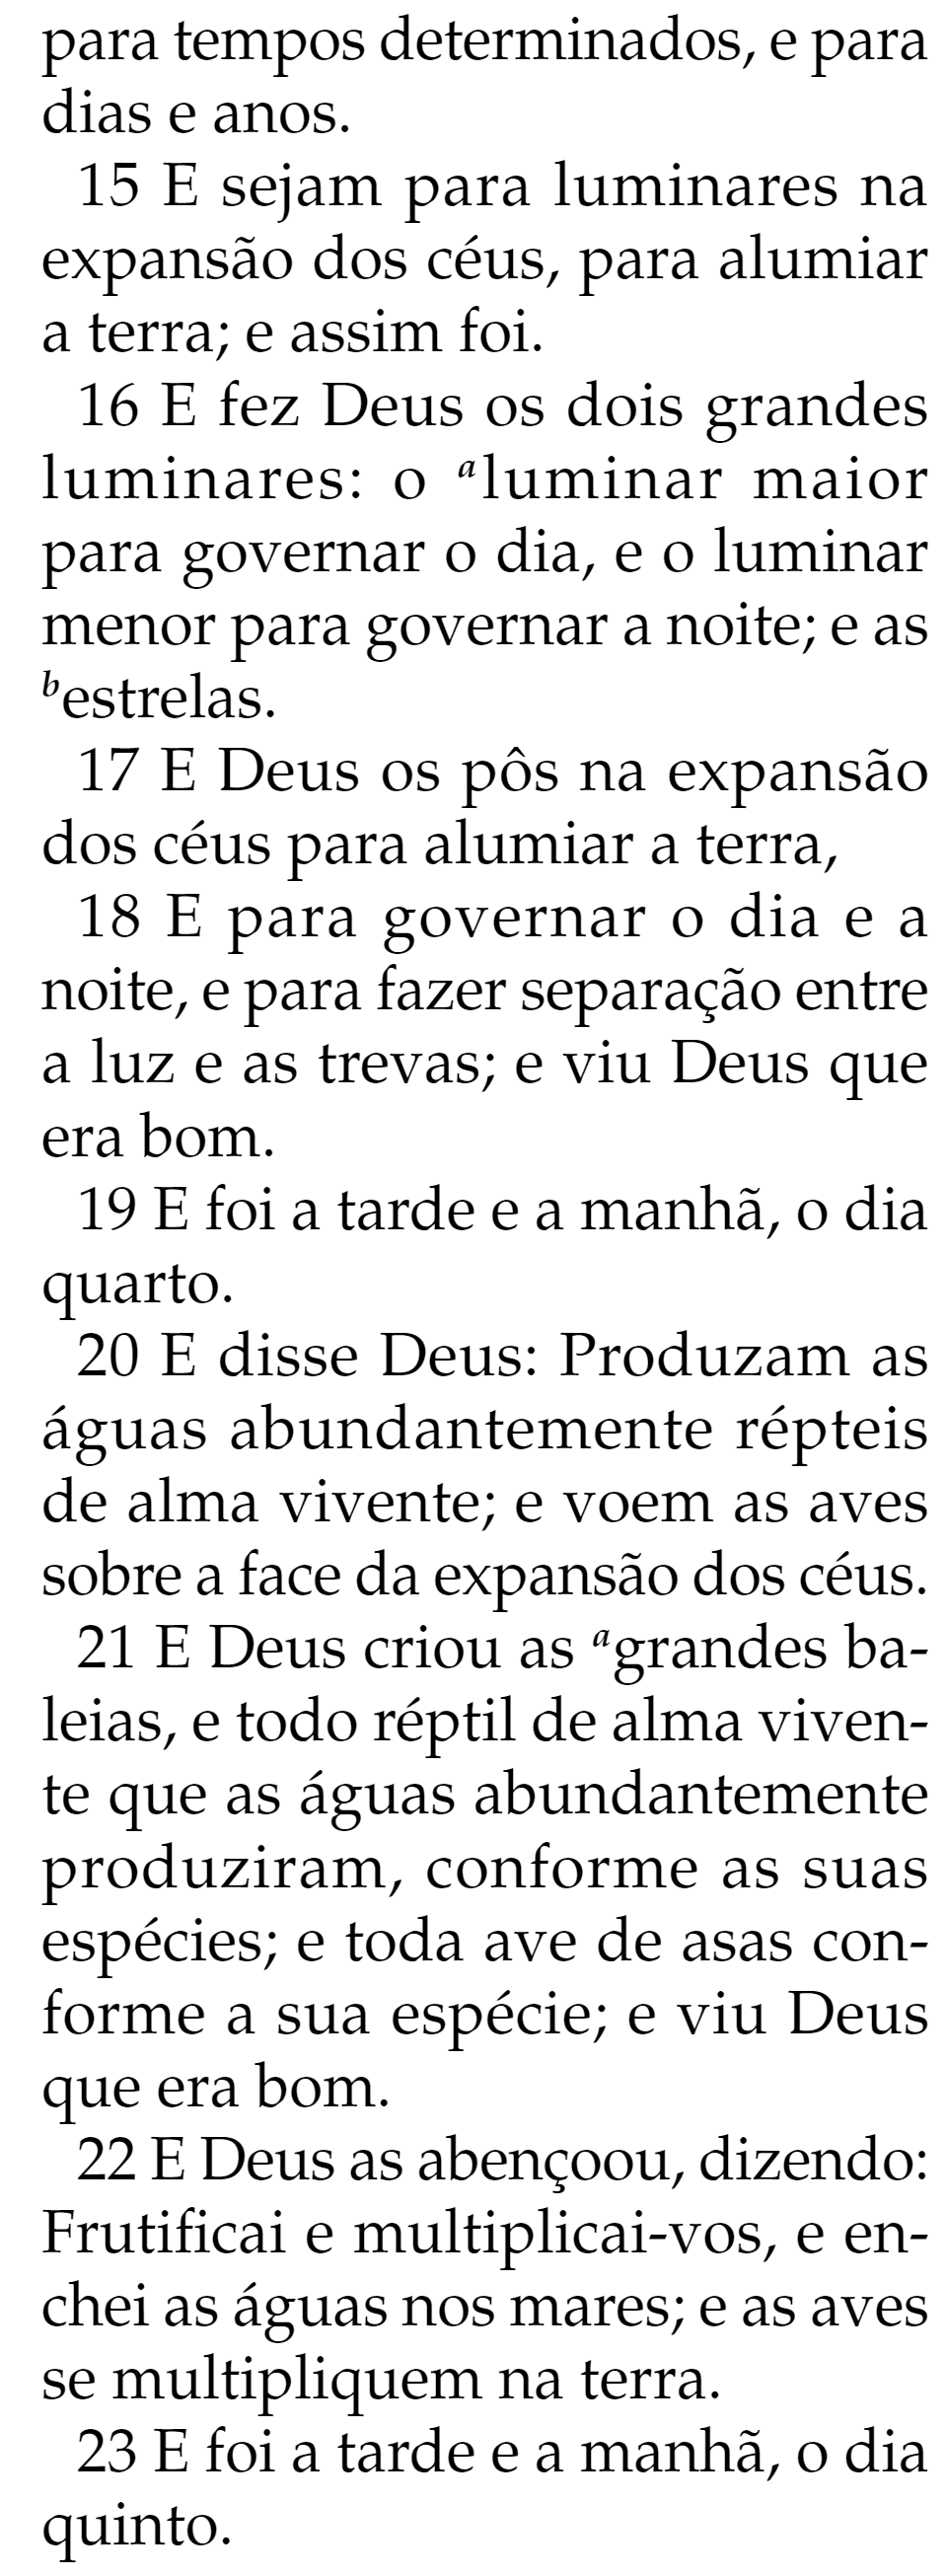 para tempos determinados, e para
dias e anos.
15 E sejam para luminares na
expansão dos céus, para alumiar
a terra; e assim foi.
16 E fez Deus os dois grandes
luminares: o aluminar maior
para governar o dia, e o luminar
menor para governar a noite; e as
bestrelas.
17 E Deus os pôs na expansão
dos céus para alumiar a terra,
18 E para governar o dia e a
noite, e para fazer separação entre
a luz e as trevas; e viu Deus que
era bom.
19 E foi a tarde e a manhã, o dia
quarto.
20 E disse Deus: Produzam as
águas abundantemente répteis
de alma vivente; e voem as aves
sobre a face da expansão dos céus.
21 E Deus criou as agrandes ba-
leias, e todo réptil de alma viven-
te que as águas abundantemente
produziram, conforme as suas
espécies; e toda ave de asas con-
forme a sua espécie; e viu Deus
que era bom.
22 E Deus as abençoou, dizendo:
Frutificai e multiplicai-vos, e en-
chei as águas nos mares; e as aves
se multipliquem na terra.
23 E foi a tarde e a manhã, o dia
quinto.